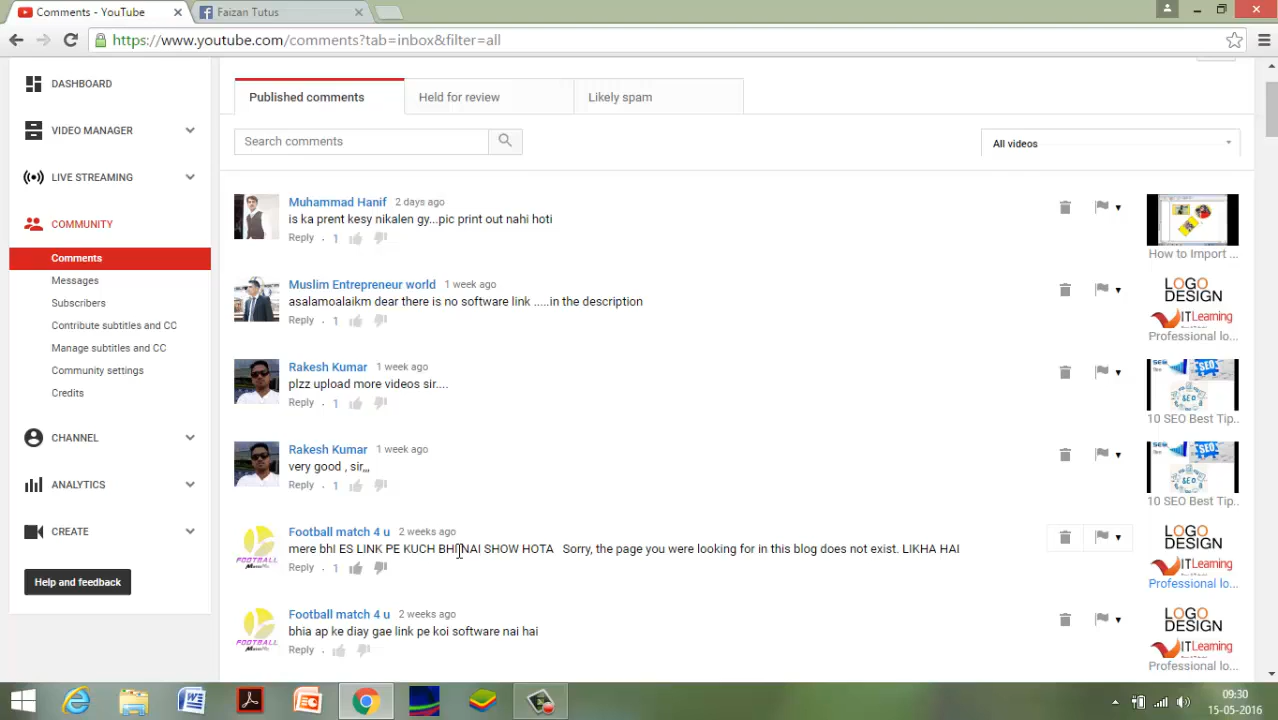 Comments - YouTube
Faizan Tutus
https://www.youtube.com/comments?tab=inbox&filter=all
DASHBOARD
VIDEO MANAGER
LIVE STREAMING
COMMUNITY
Comments
Messages
Subscribers
Contribute subtitles and CC
Manage subtitles and CC
Community settings
Credits
CHANNEL
ANALYTICS
CREATE
Help and feedback
Published comments
Held for review
Likely spam
Search comments
All videos
Muhammad Hanif 2 days ago
is ka prent kesy nikalen gy...pic print out nahi hoti
Reply . 1
How to Import ...
Muslim Entrepreneur world 1 week ago
asalamoalaikm dear there is no software link .....in the description
Reply . 1
LOGO
DESIGN
ITLearning
Professional lo...
Rakesh Kumar 1 week ago
plzz upload more videos sir....
Reply . 1
SEO
10 SEO Best Tip..
Rakesh Kumar 1 week ago
very good , sir,,,
Reply . 1
SEO
10 SEO Best Tip..
Football match 4 u 2 weeks ago
mere bhI ES LINK PE KUCH BHI NAI SHOW HOTA Sorry, the page you were looking for in this blog does not exist. LIKHA HAI
Reply . 1
FOOTBALL
LOGO
DESIGN
ITLearning
Professional lo...
Football match 4 u 2 weeks ago
bhia ap ke diay gae link pe koi software nai hai
Reply .
FOOTBALL
LOGO
DESIGN
ITLearning
Professional lo...
09:30
15-05-2016